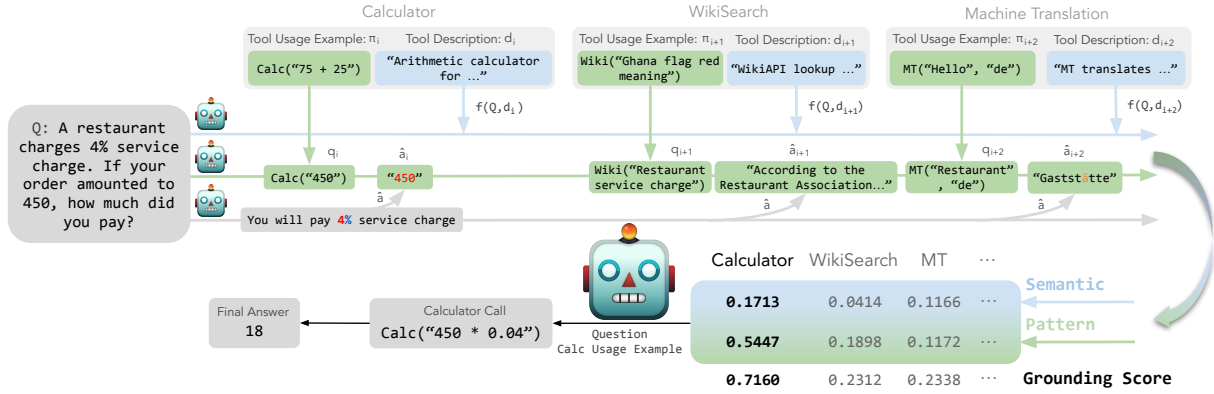 Calculator
WikiSearch
Machine Translation
Tool Usage Example: πᵢ
Tool Description: dᵢ
Tool Usage Example: πᵢ₊₁
Tool Description: dᵢ₊₁
Tool Usage Example: πᵢ₊₂
Tool Description: dᵢ₊₂
Calc(“75 + 25”)
“Arithmetic calculator
for ...”
Wiki(“Ghana flag red
meaning”)
“WikiAPI lookup ...”
MT(“Hello”, “de”)
“MT translates ...”
f(Q,dᵢ)
f(Q,dᵢ₊₁)
f(Q,dᵢ₊₂)
Q: A restaurant
charges 4% service
charge. If your
order amounted to
450, how much did
you pay?
qᵢ
âᵢ
qᵢ₊₁
âᵢ₊₁
qᵢ₊₂
âᵢ₊₂
Calc(“450”)
“450”
Wiki(“Restaurant
service charge”)
“According to the
Restaurant Association…”
MT(“Restaurant”
, “de”)
“Gaststätte”
â
â
â
You will pay 4% service charge
Calculator
WikiSearch
MT
...
0.1713
0.0414
0.1166
...
Semantic
0.5447
0.1898
0.1172
...
Pattern
0.7160
0.2312
0.2338
...
Grounding Score
Question
Calc Usage Example
Calculator Call
Calc(“450 * 0.04”)
Final Answer
18